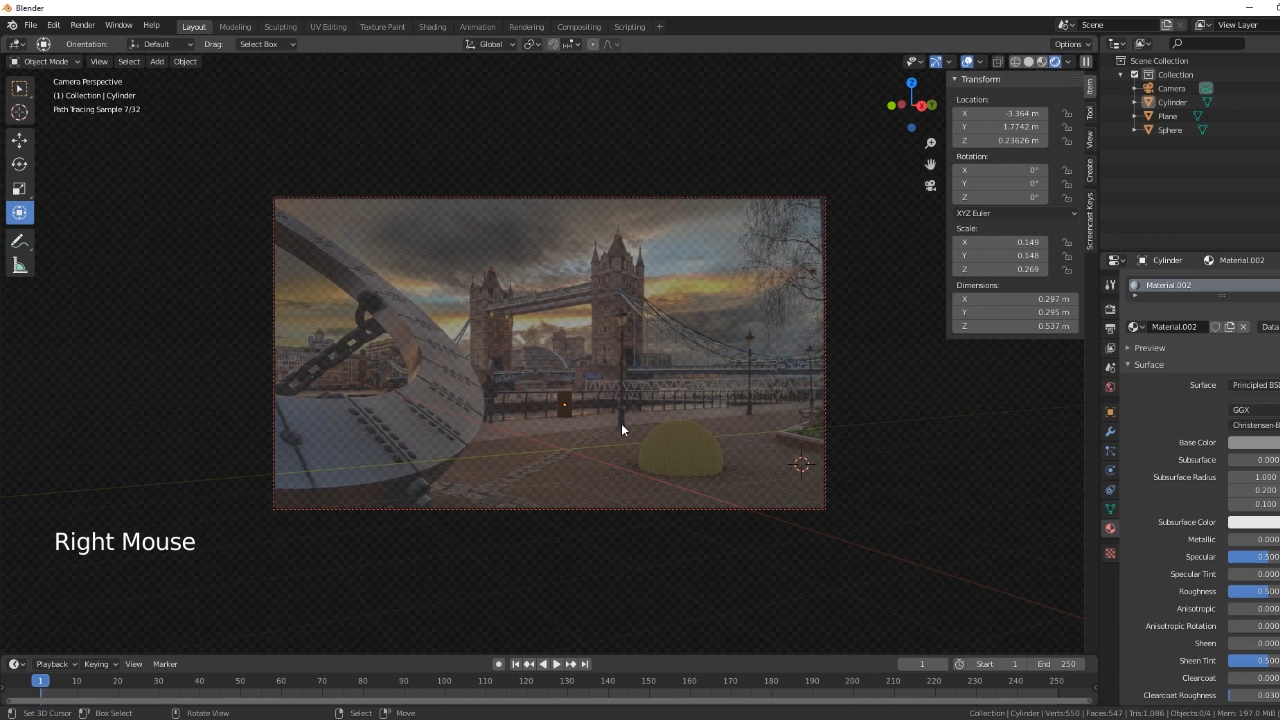 Blender
File Edit Render Window Help Layout Modeling Sculpting UV Editing Texture Paint Shading Animation Rendering Compositing Scripting + Scene View Layer
Orientation: Default Drag: Select Box Global Options
Object Mode View Select Add Object
Camera Perspective
(1) Collection | Cylinder
Path Tracing Sample 7/32
Z
X
Y
Transform
Location:
X -3.364 m
Y 1.7742 m
Z 0.23626 m
Rotation:
X 0°
Y 0°
Z 0°
XYZ Euler
Scale:
X 0.149
Y 0.148
Z 0.269
Dimensions:
X 0.297 m
Y 0.295 m
Z 0.537 m
Item
Tool
View
Create
Screencast Keys
Scene Collection
Collection
Camera
Cylinder
Plane
Sphere
Cylinder Material.002
Material.002
Material.002 Data
Preview
Surface
Surface Principled BS
GGX
Christensen-B
Base Color
Subsurface 0.000
Subsurface Radius 1.000
0.200
0.100
Subsurface Color
Metallic 0.000
Specular 0.500
Specular Tint 0.000
Roughness 0.500
Anisotropic 0.000
Anisotropic Rotation 0.000
Sheen 0.000
Sheen Tint 0.500
Clearcoat 0.000
Clearcoat Roughness 0.030
Right Mouse
Playback Keying View Marker 1 Start 1 End 250
1 10 20 30 40 50 60 70 80 90 100 110 120 130 140 150 160 170 180 190 200 210 220 230 240 250
Set 3D Cursor Box Select Rotate View Select Move Collection | Cylinder | Verts:550 | Faces:547 | Tris:1,086 | Objects:0/4 | Mem: 197.0 MiB